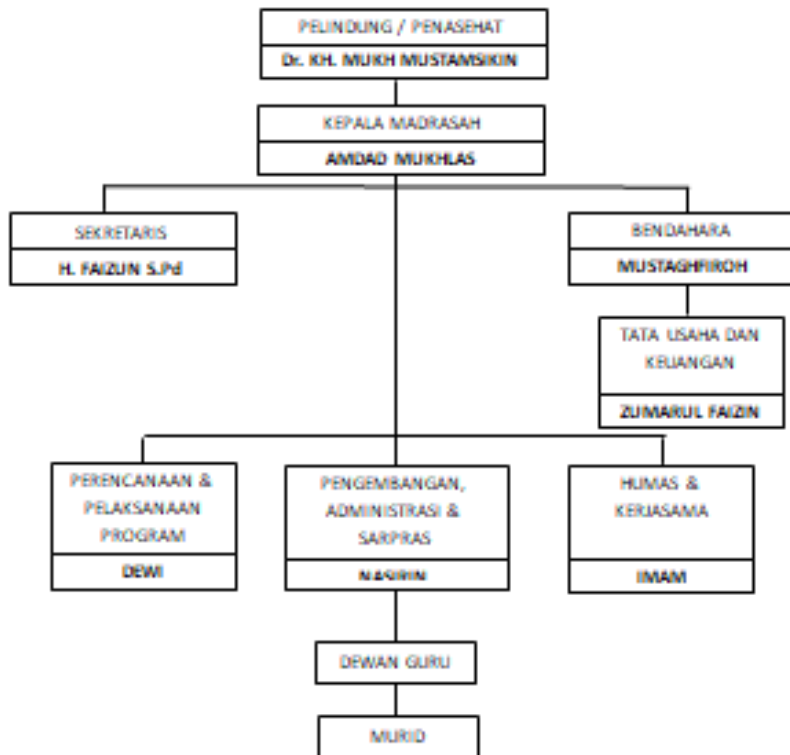 PELINDUNG / PENASEHAT
Dr. KH. MUKH MUSTAMSIKIN
KEPALA MADRASAH
AMDAD MUKHLAS
SEKRETARIS
H. FAIZUN S.Pd
BENDAHARA
MUSTAGHFIROH
TATA USAHA DAN
KEUANGAN
ZUMARUL FAIZIN
PERENCANAAN &
PELAKSANAAN
PROGRAM
DEWI
PENGEMBANGAN,
ADMINISTRASI &
SARPRAS
NASIRIN
HUMAS &
KERJASAMA
IMAM
DEWAN GURU
MURID